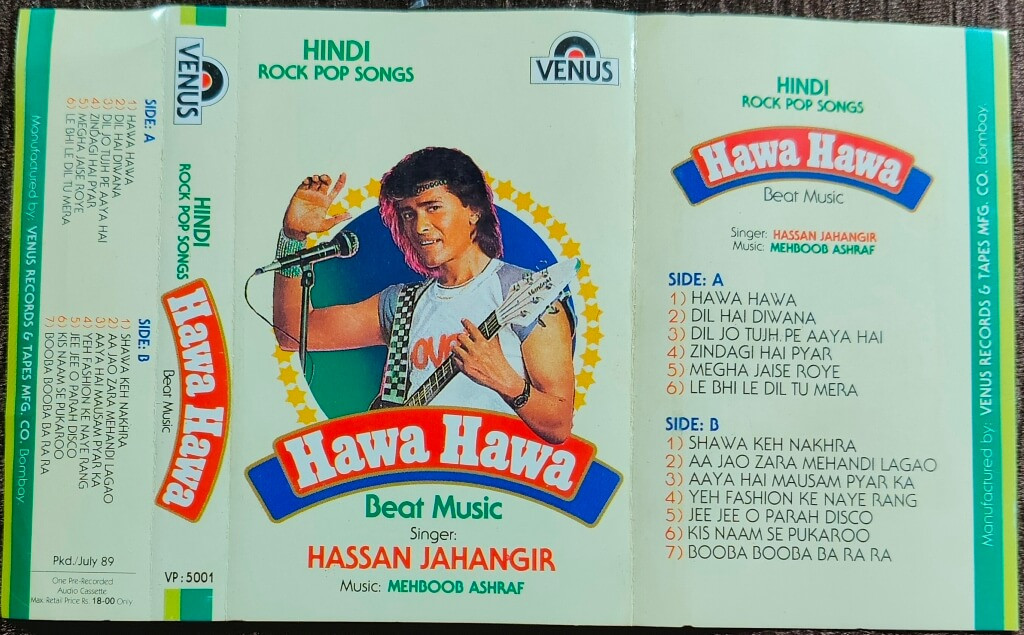 Manufactured by: VENUS RECORDS & TAPES MFG. CO. Bombay.
SIDE: A
1) HAWA HAWA
2) DIL HAI DIWANA
3) DIL JO TUJH PE AAYA HAI
4) ZINDAGI HAI PYAR
5) MEGHA JAISE ROYE
6) LE BHI LE DIL TU MERA
SIDE: B
1) SHAWA KEH NAKHRA
2) AA JAO ZARA MEHANDI LAGAO
3) AAYA HAI MAUSAM PYAR KA
4) YEH FASHION KE NAYE RANG
5) JEE JEE O PARAH DISCO
6) KIS NAAM SE PUKAROO
7) BOOBA BOOBA BA RA RA
Pkd./July 89
One Pre-Recorded
Audio Cassette
Max. Retail Price Rs. 18-00 Only
VENUS
HINDI
ROCK POP SONGS
Hawa Hawa
Beat Music
VP : 5001
HINDI
ROCK POP SONGS
VENUS
Hawa Hawa
Beat Music
Singer:
HASSAN JAHANGIR
Music: MEHBOOB ASHRAF
HINDI
ROCK POP SONGS
Hawa Hawa
Beat Music
Singer: HASSAN JAHANGIR
Music: MEHBOOB ASHRAF
SIDE: A
1) HAWA HAWA
2) DIL HAI DIWANA
3) DIL JO TUJH PE AAYA HAI
4) ZINDAGI HAI PYAR
5) MEGHA JAISE ROYE
6) LE BHI LE DIL TU MERA
SIDE: B
1) SHAWA KEH NAKHRA
2) AA JAO ZARA MEHANDI LAGAO
3) AAYA HAI MAUSAM PYAR KA
4) YEH FASHION KE NAYE RANG
5) JEE JEE O PARAH DISCO
6) KIS NAAM SE PUKAROO
7) BOOBA BOOBA BA RA RA
Manufactured by: VENUS RECORDS & TAPES MFG. CO. Bombay.